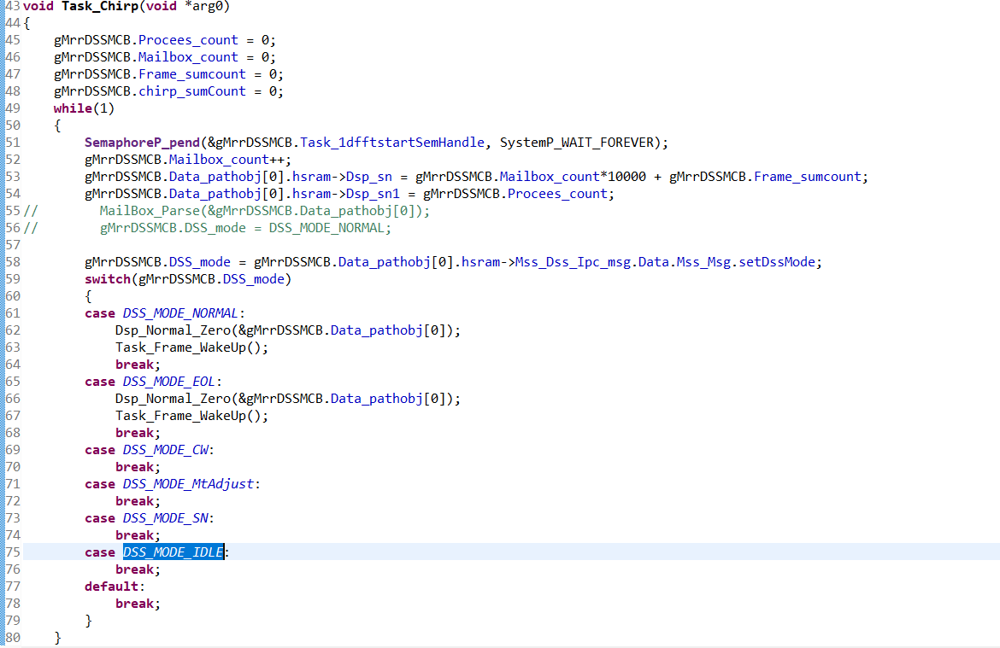 43 void Task_Chirp(void *arg0)
44 {
45     gMrrDSSMCB.Procees_count = 0;
46     gMrrDSSMCB.Mailbox_count = 0;
47     gMrrDSSMCB.Frame_sumcount = 0;
48     gMrrDSSMCB.chirp_sumCount = 0;
49     while(1)
50     {
51         SemaphoreP_pend(&gMrrDSSMCB.Task_1dfftstartSemHandle, SystemP_WAIT_FOREVER);
52         gMrrDSSMCB.Mailbox_count++;
53         gMrrDSSMCB.Data_pathobj[0].hsram->Dsp_sn = gMrrDSSMCB.Mailbox_count*10000 + gMrrDSSMCB.Frame_sumcount;
54         gMrrDSSMCB.Data_pathobj[0].hsram->Dsp_sn1 = gMrrDSSMCB.Procees_count;
55 //        MailBox_Parse(&gMrrDSSMCB.Data_pathobj[0]);
56 //        gMrrDSSMCB.DSS_mode = DSS_MODE_NORMAL;
57
58         gMrrDSSMCB.DSS_mode = gMrrDSSMCB.Data_pathobj[0].hsram->Mss_Dss_Ipc_msg.Data.Mss_Msg.setDssMode;
59         switch(gMrrDSSMCB.DSS_mode)
60         {
61         case DSS_MODE_NORMAL:
62             Dsp_Normal_Zero(&gMrrDSSMCB.Data_pathobj[0]);
63             Task_Frame_WakeUp();
64             break;
65         case DSS_MODE_EOL:
66             Dsp_Normal_Zero(&gMrrDSSMCB.Data_pathobj[0]);
67             Task_Frame_WakeUp();
68             break;
69         case DSS_MODE_CW:
70             break;
71         case DSS_MODE_MtAdjust:
72             break;
73         case DSS_MODE_SN:
74             break;
75         case DSS_MODE_IDLE:
76             break;
77         default:
78             break;
79         }
80     }